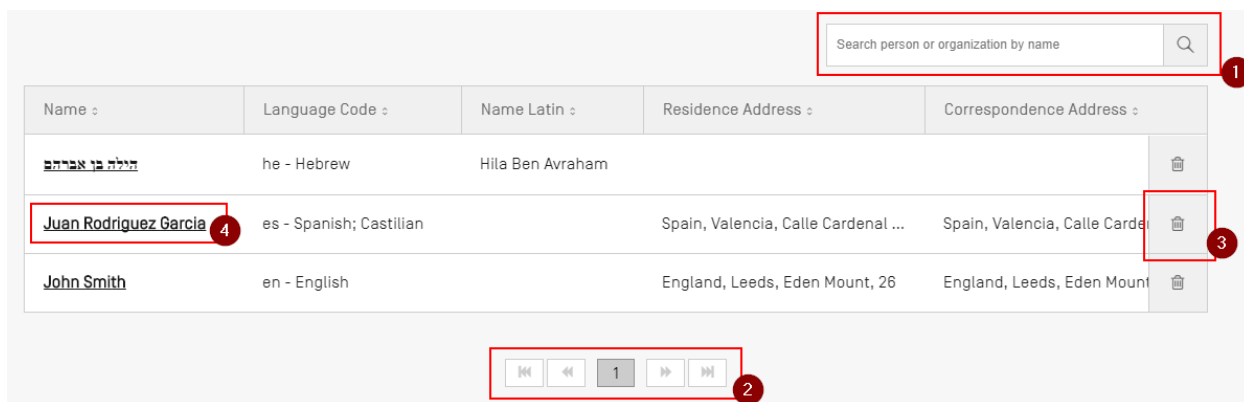 Search person or organization by name
1
Name Language Code Name Latin Residence Address Correspondence Address
הילה בן אברהם he - Hebrew Hila Ben Avraham
Juan Rodriguez Garcia 4 es - Spanish; Castilian Spain, Valencia, Calle Cardenal ... Spain, Valencia, Calle Carde 3
John Smith en - English England, Leeds, Eden Mount, 26 England, Leeds, Eden Mount
1
2